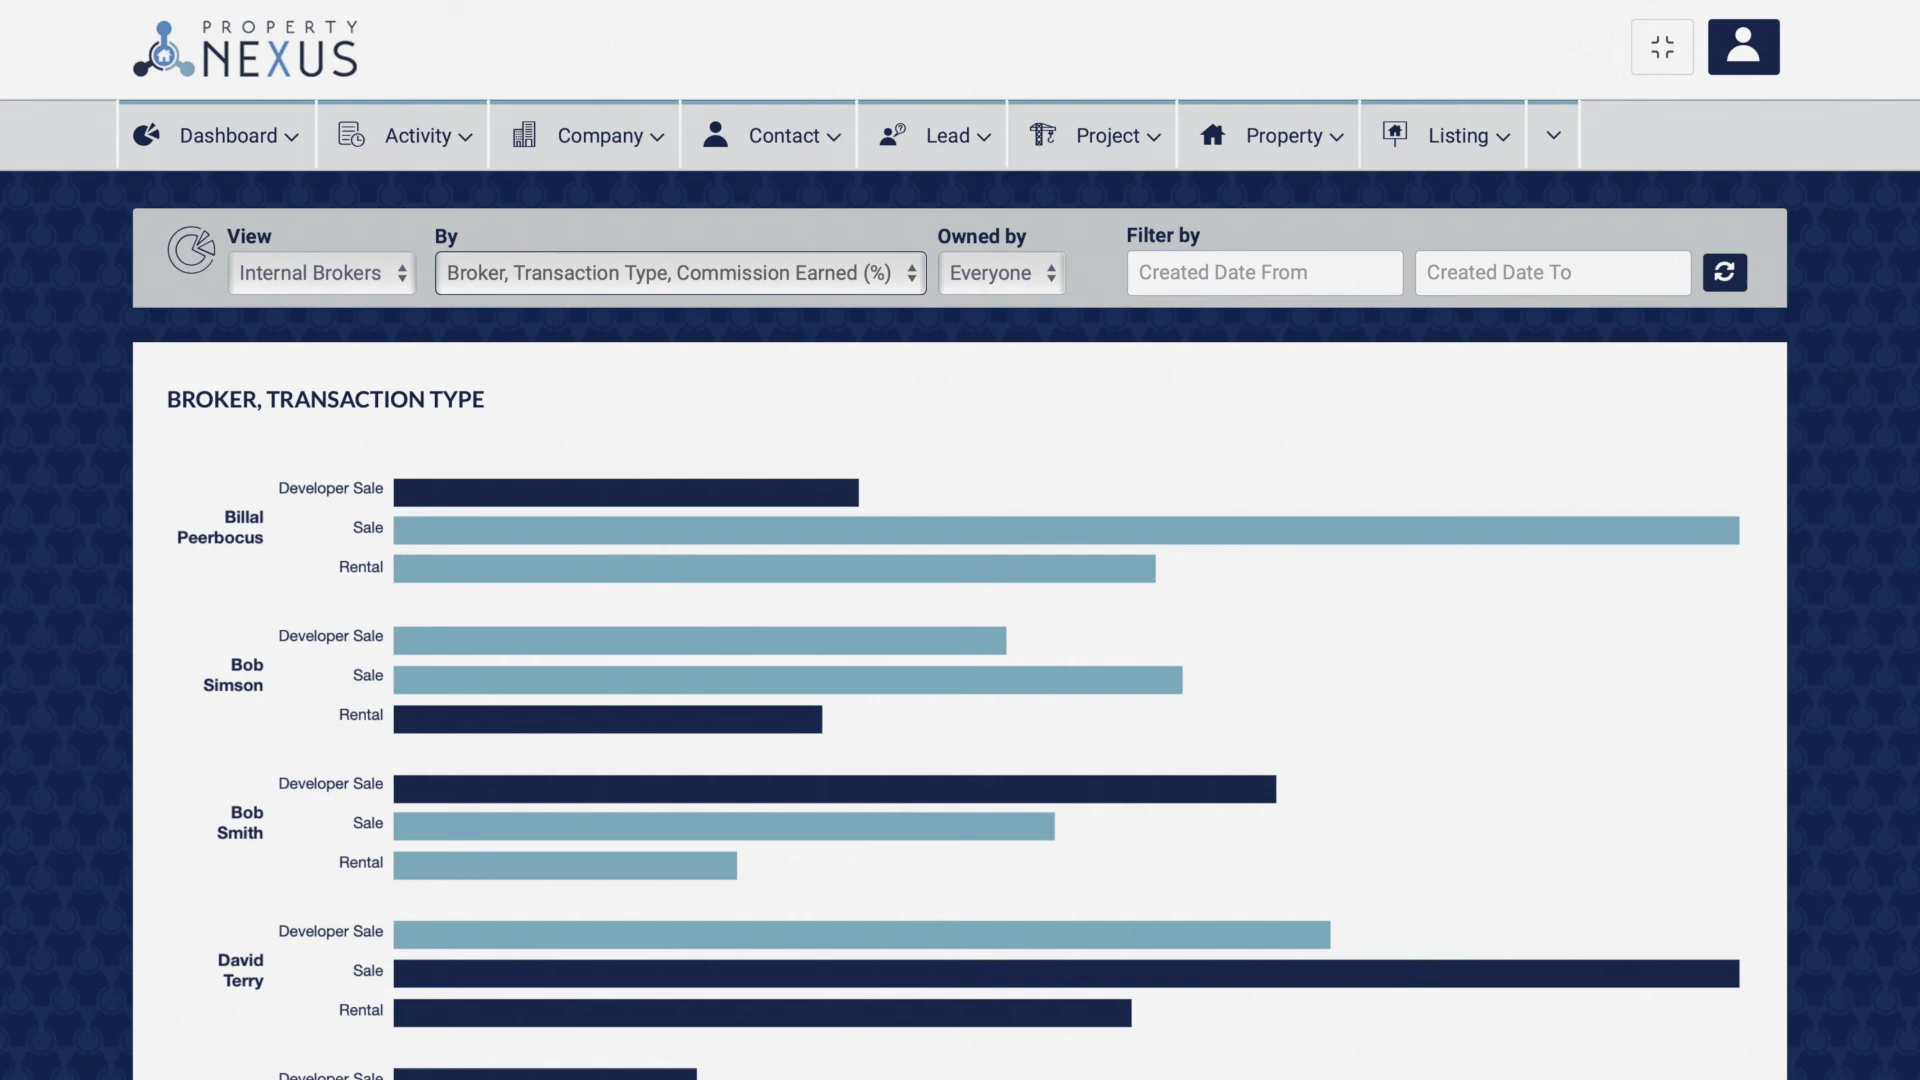 PROPERTY
NEXUS
Dashboard
Activity
Company
Contact
Lead
Project
Property
Listing
View
By
Owned by
Filter by
Internal Brokers
Broker, Transaction Type, Commission Earned (%)
Everyone
Created Date From
Created Date To
BROKER, TRANSACTION TYPE
Billal
Peerbocus
Developer Sale
Sale
Rental
Bob
Simson
Developer Sale
Sale
Rental
Bob
Smith
Developer Sale
Sale
Rental
David
Terry
Developer Sale
Sale
Rental
Developer Sale